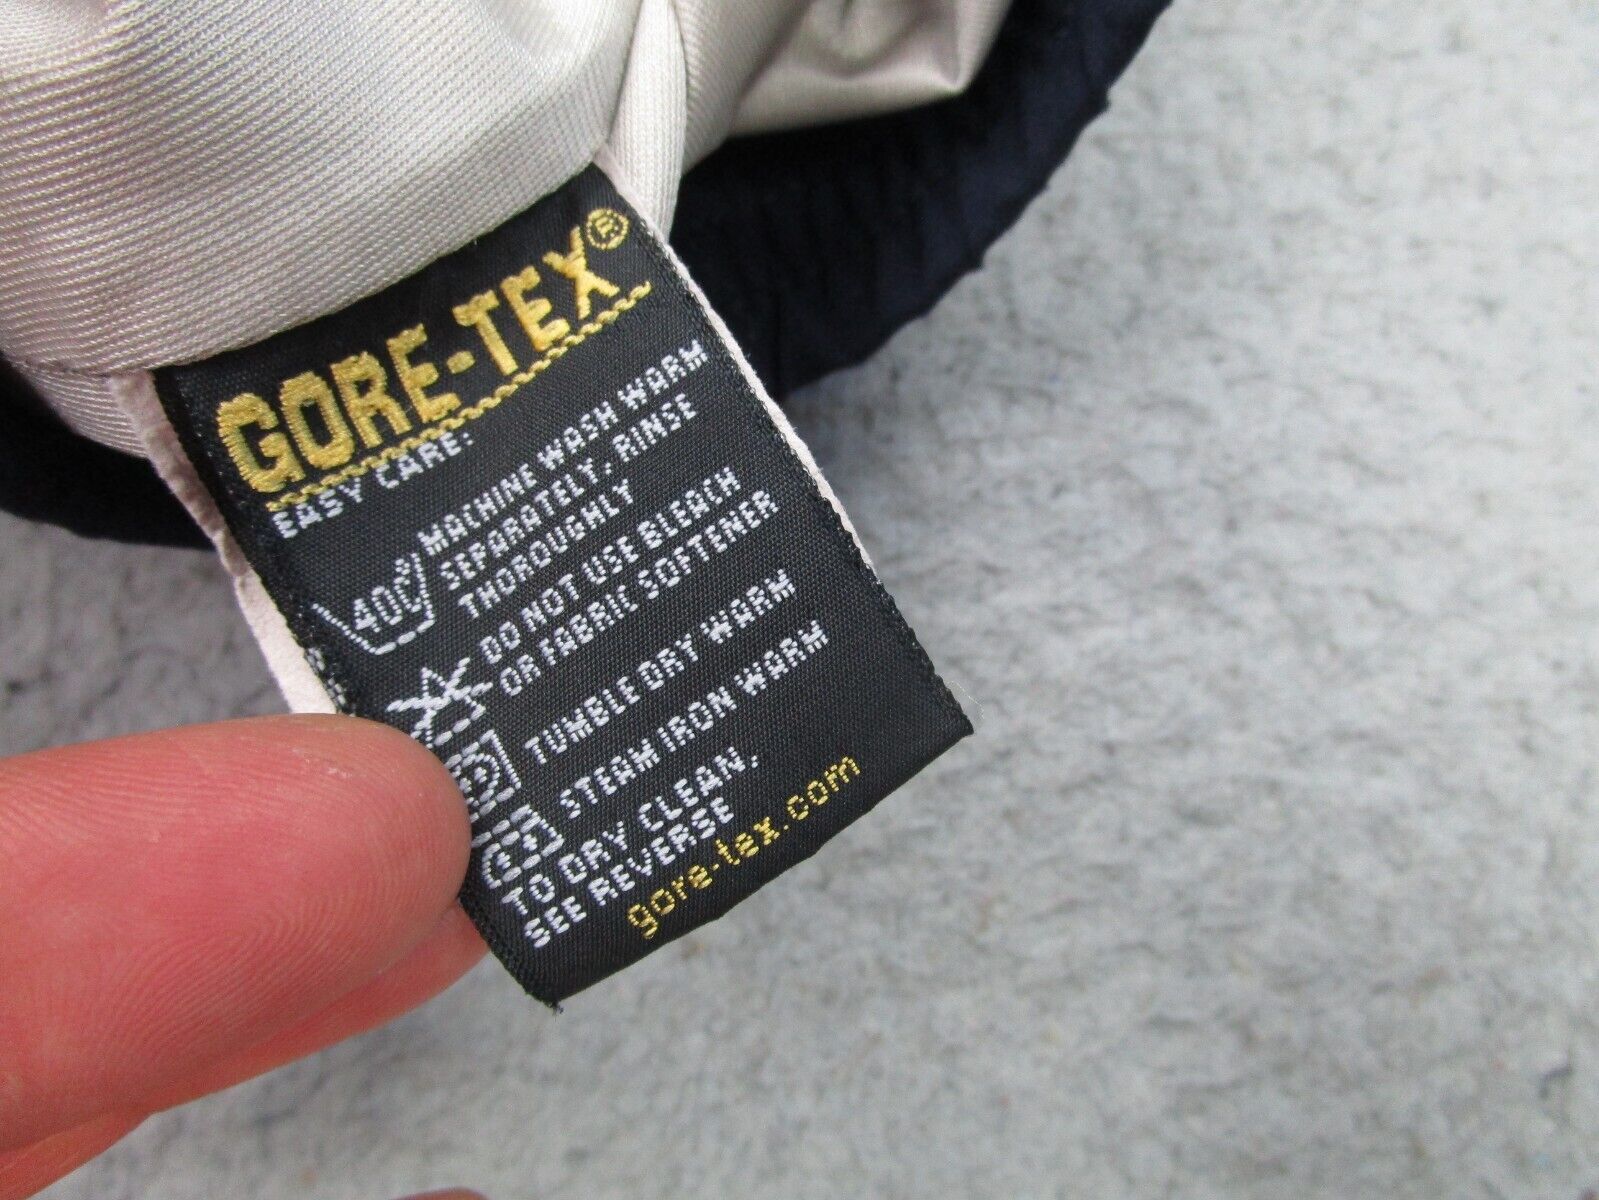 GORE-TEX®
EASY CARE:
40° MACHINE WASH WARM
SEPARATELY, RINSE
THOROUGHLY
DO NOT USE BLEACH
OR FABRIC SOFTENER
TUMBLE DRY WARM
STEAM IRON WARM
TO DRY CLEAN,
SEE REVERSE
gore-tex.com